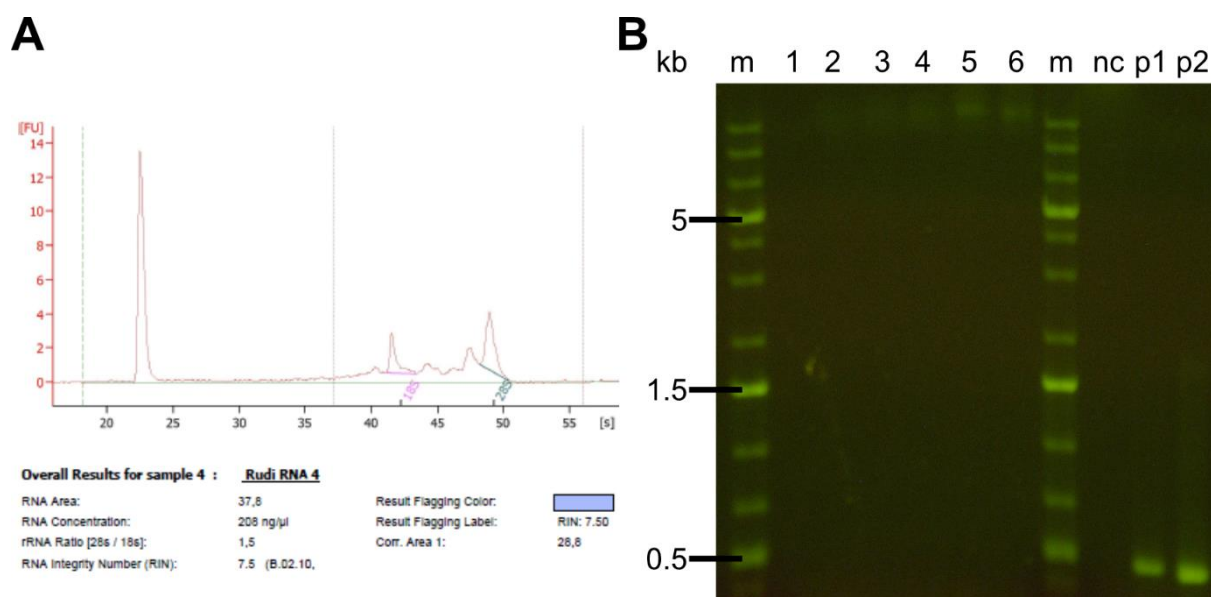 A
[FU]
14
12
10
8
6
4
2
0
20 25 30 35 40 45 50 55 [s]
18S
28S
Overall Results for sample 4 : Rudi RNA 4
RNA Area: 37,8 Result Flagging Color:
RNA Concentration: 208 ng/µl Result Flagging Label: RIN: 7.50
rRNA Ratio [28s / 18s]: 1,5 Corr. Area 1: 28,8
RNA Integrity Number (RIN): 7.5 (B.02.10,
B
kb m 1 2 3 4 5 6 m nc p1 p2
5
1.5
0.5